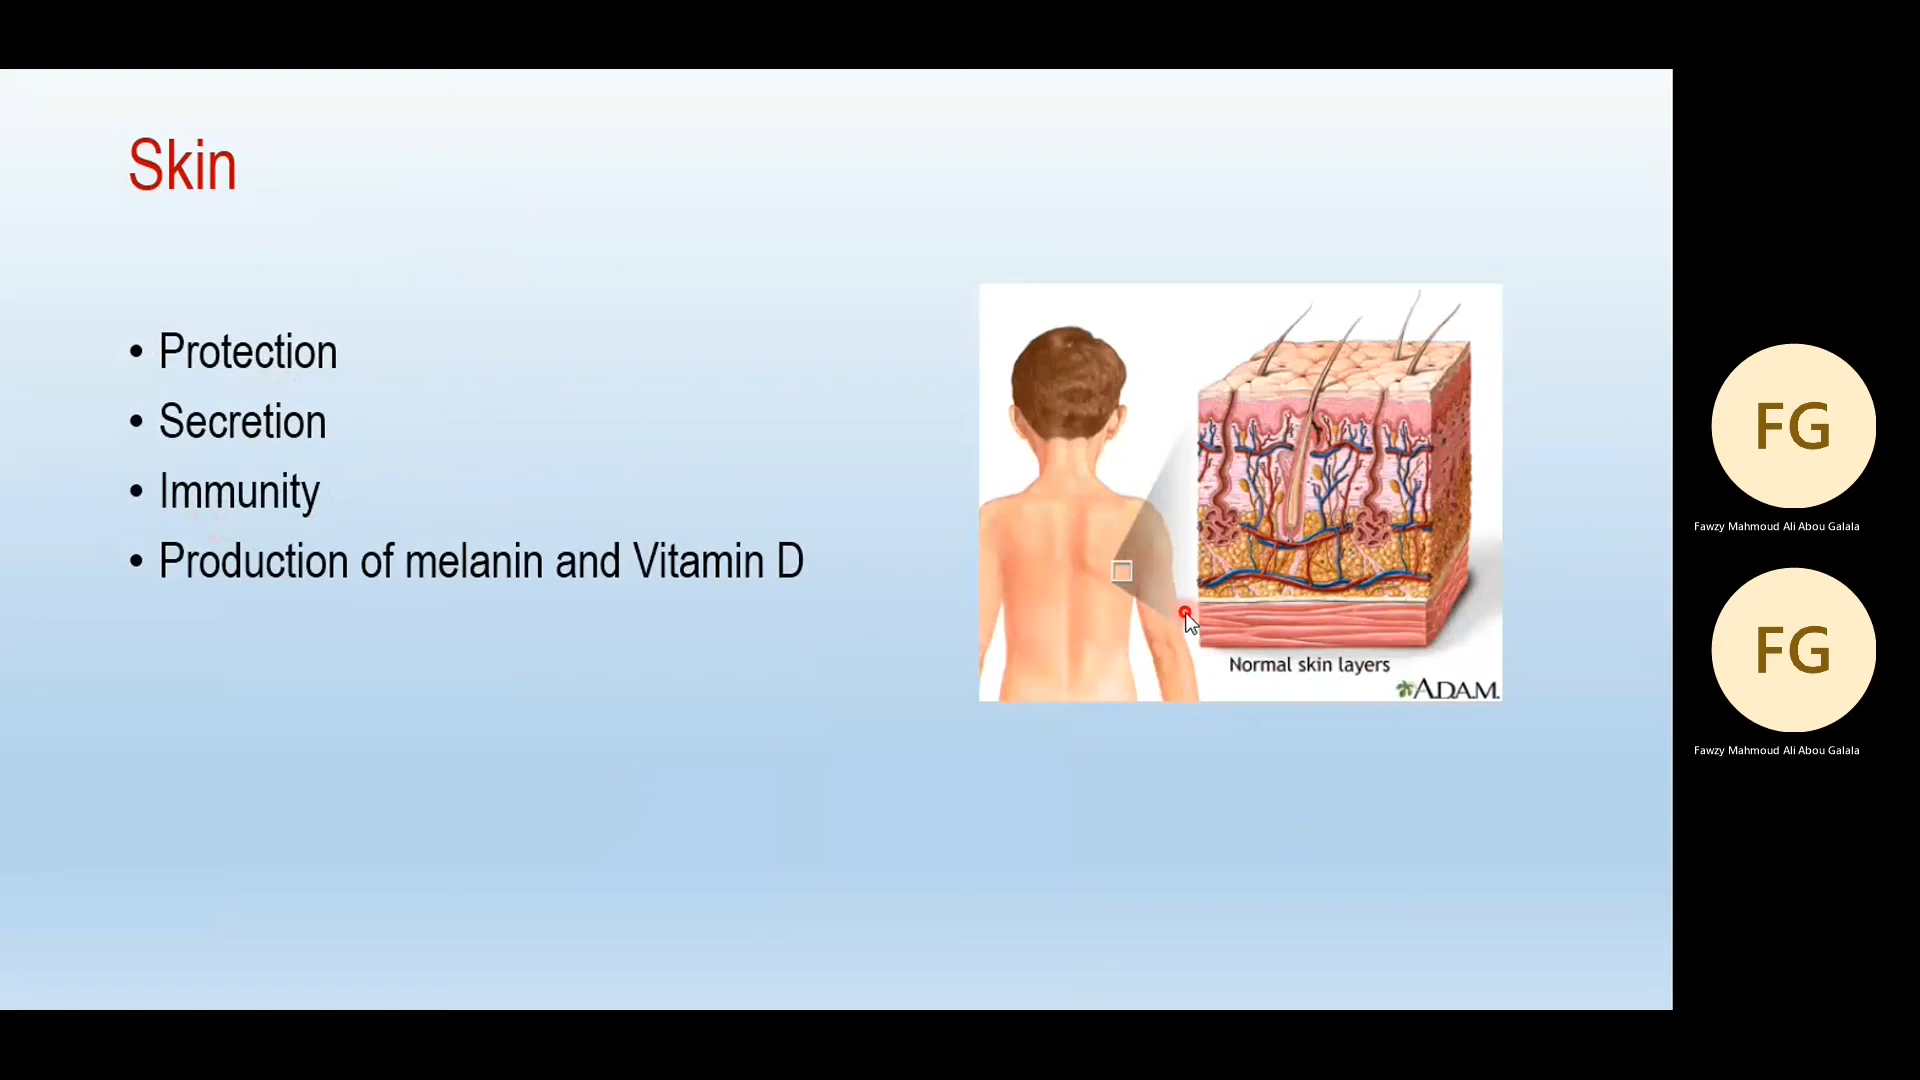 Skin
• Protection
• Secretion
• Immunity
• Production of melanin and Vitamin D
Normal skin layers
A.D.A.M.
FG
Fawzy Mahmoud Ali Abou Galala
FG
Fawzy Mahmoud Ali Abou Galala